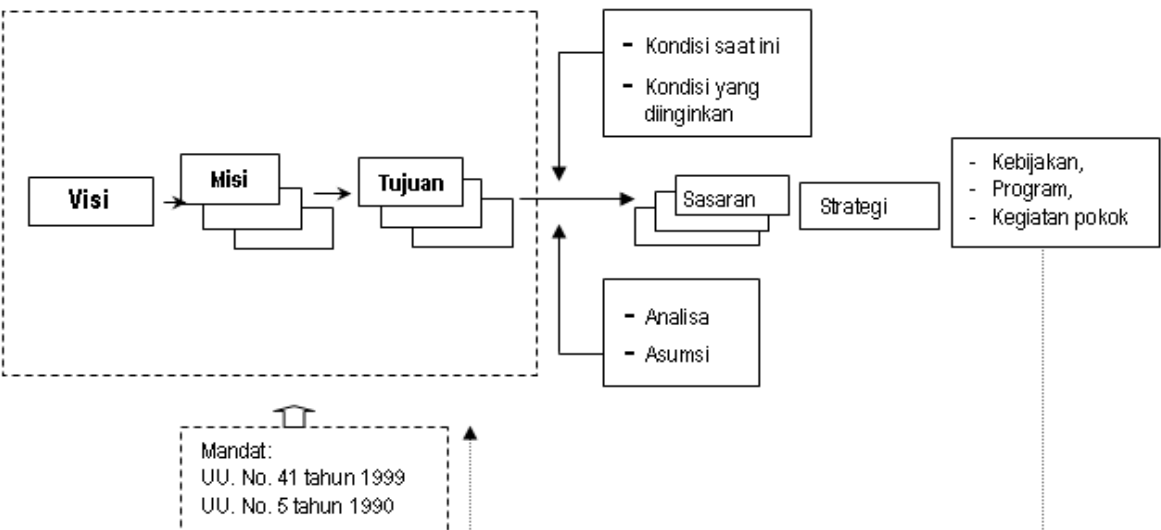 - Kondisi saat ini
- Kondisi yang
diinginkan
Visi
Misi
Tujuan
Sasaran
Strategi
- Kebijakan,
- Program,
- Kegiatan pokok
- Analisa
- Asumsi
Mandat:
UU. No. 41 tahun 1999
UU. No. 5 tahun 1990